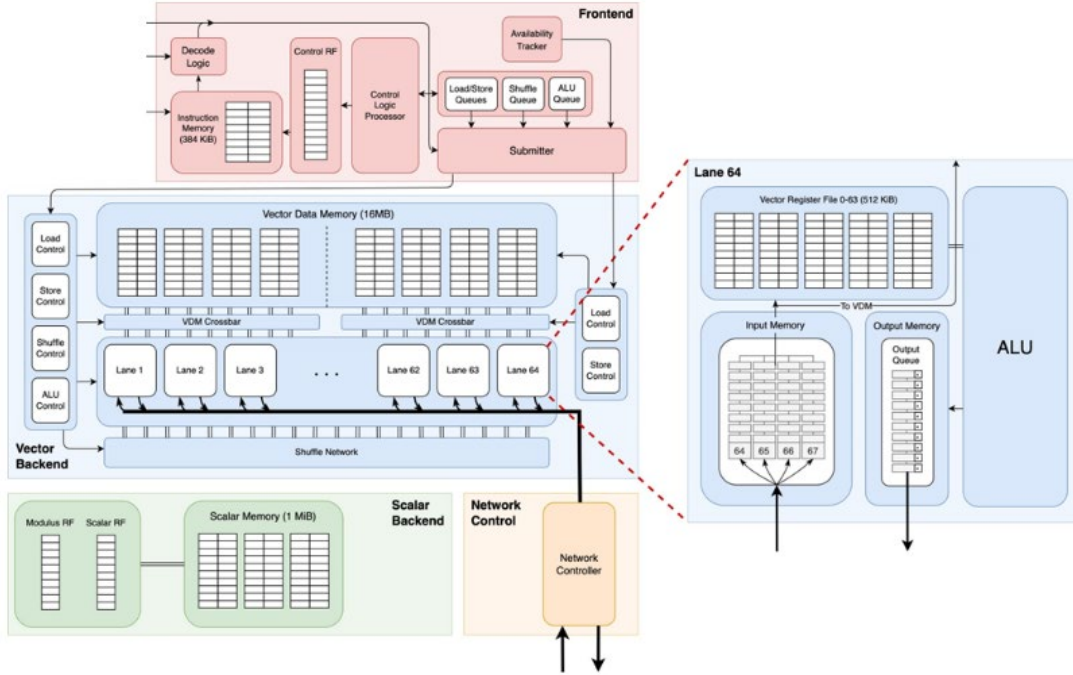 Frontend
Decode
Logic
Control RF
Availability
Tracker
Instruction
Memory
(384 KiB)
Control
Logic
Processor
Load/Store
Queues
Shuffle
Queue
ALU
Queue
Submitter
Vector Data Memory (16MB)
Load
Control
Store
Control
Shuffle
Control
ALU
Control
VDM Crossbar
VDM Crossbar
Load
Control
Store
Control
Lane 1
Lane 2
Lane 3
. . .
Lane 62
Lane 63
Lane 64
Shuffle Network
Vector
Backend
Scalar
Backend
Modulus RF
Scalar RF
Scalar Memory (1 MiB)
Network
Control
Network
Controller
Lane 64
Vector Register File 0-63 (512 KiB)
To VDM
Input Memory
64
65
66
67
Output Memory
Output
Queue
ALU